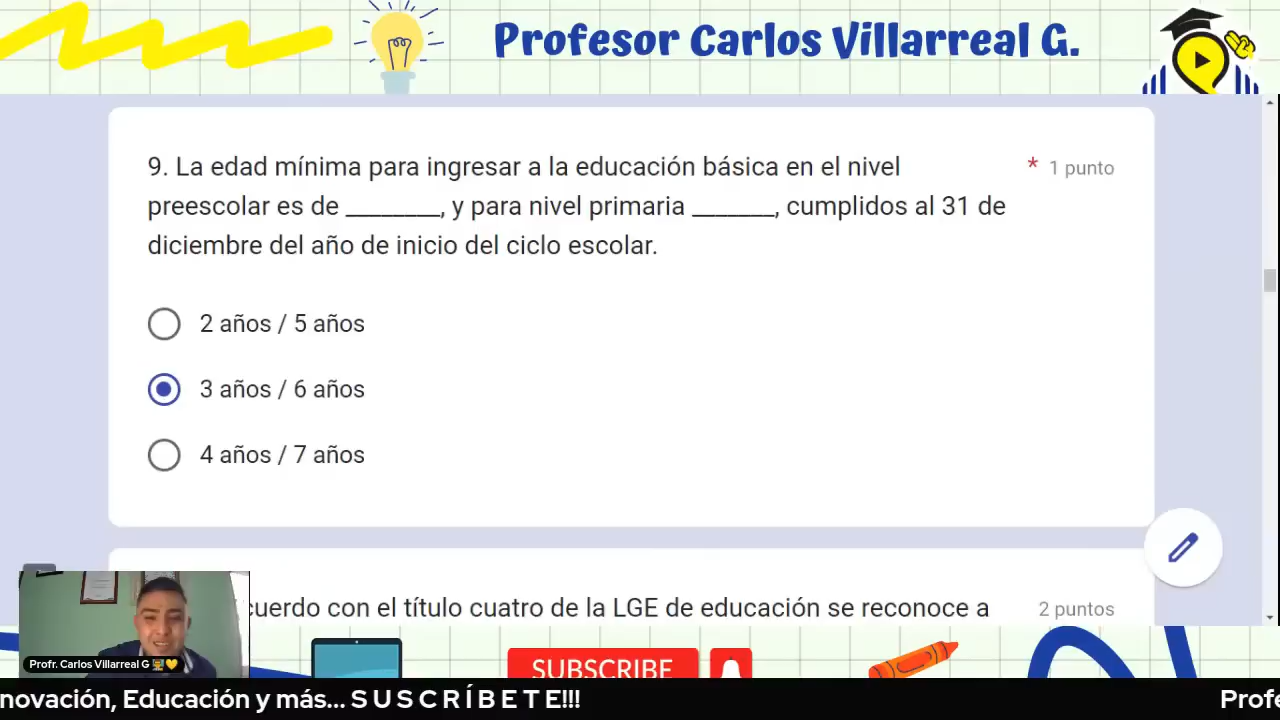 Profesor Carlos Villarreal G.
9. La edad mínima para ingresar a la educación básica en el nivel
preescolar es de ________, y para nivel primaria _______, cumplidos al 31 de
diciembre del año de inicio del ciclo escolar.
* 1 punto
2 años / 5 años
3 años / 6 años
4 años / 7 años
cuerdo con el título cuatro de la LGE de educación se reconoce a
2 puntos
Profr. Carlos Villarreal G
SUBSCRIBE
novación, Educación y más... S U S C R Í B E T E!!!
Profe